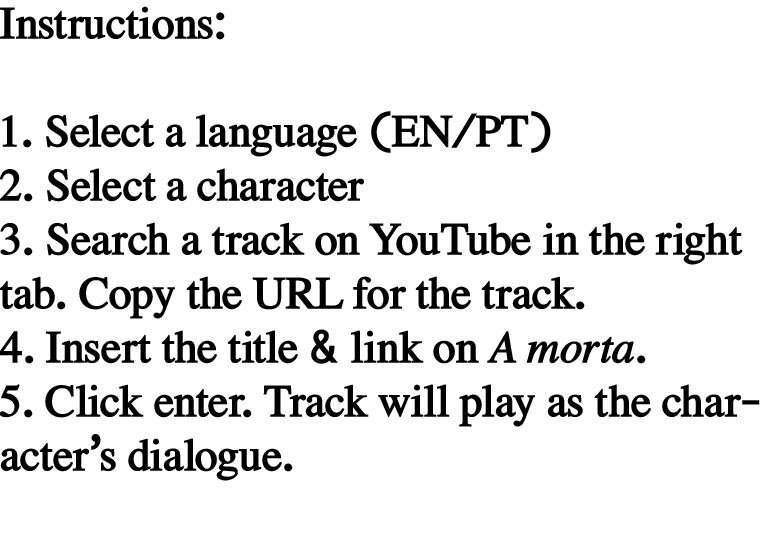 Instructions:
1. Select a language (EN/PT)
2. Select a character
3. Search a track on YouTube in the right
tab. Copy the URL for the track.
4. Insert the title & link on A morta.
5. Click enter. Track will play as the char-
acter’s dialogue.